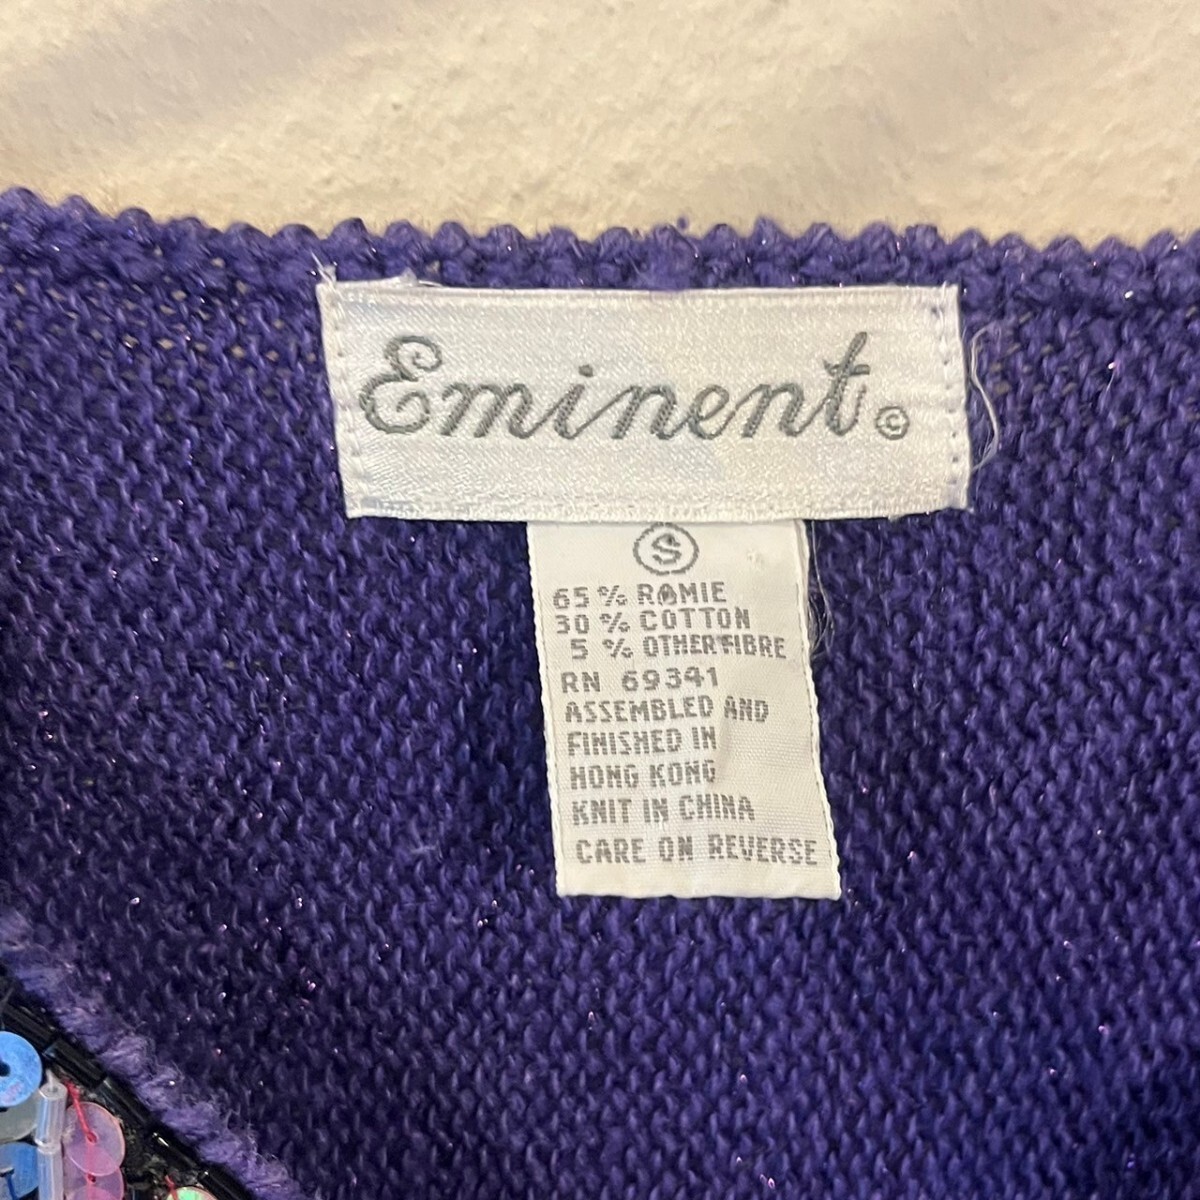 Eminent ©
S
65 % RAMIE
30 % COTTON
5 % OTHER FIBRE
RN 69341
ASSEMBLED AND
FINISHED IN
HONG KONG
KNIT IN CHINA
CARE ON REVERSE